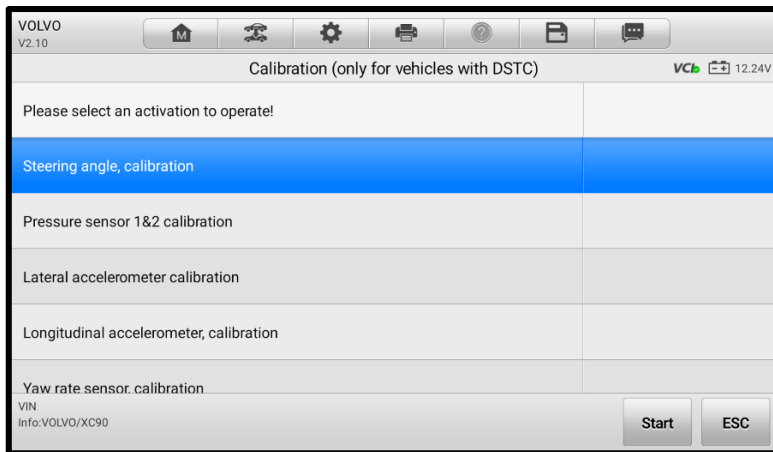 VOLVO
V2.10
M
?
Calibration (only for vehicles with DSTC)
VCI 12.24V
Please select an activation to operate!
Steering angle, calibration
Pressure sensor 1&2 calibration
Lateral accelerometer calibration
Longitudinal accelerometer, calibration
Yaw rate sensor, calibration
VIN
Info:VOLVO/XC90
Start
ESC